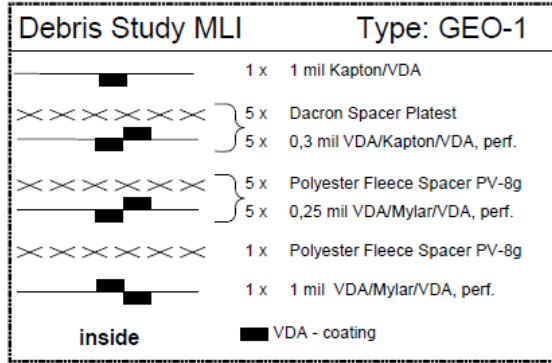 Debris Study MLI Type: GEO-1
1 x 1 mil Kapton/VDA
5 x Dacron Spacer Platest
5 x 0,3 mil VDA/Kapton/VDA, perf.
5 x Polyester Fleece Spacer PV-8g
5 x 0,25 mil VDA/Mylar/VDA, perf.
1 x Polyester Fleece Spacer PV-8g
1 x 1 mil VDA/Mylar/VDA, perf.
inside VDA - coating